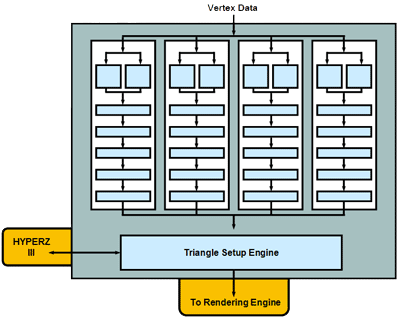 Vertex Data
HYPERZ
III
Triangle Setup Engine
To Rendering Engine